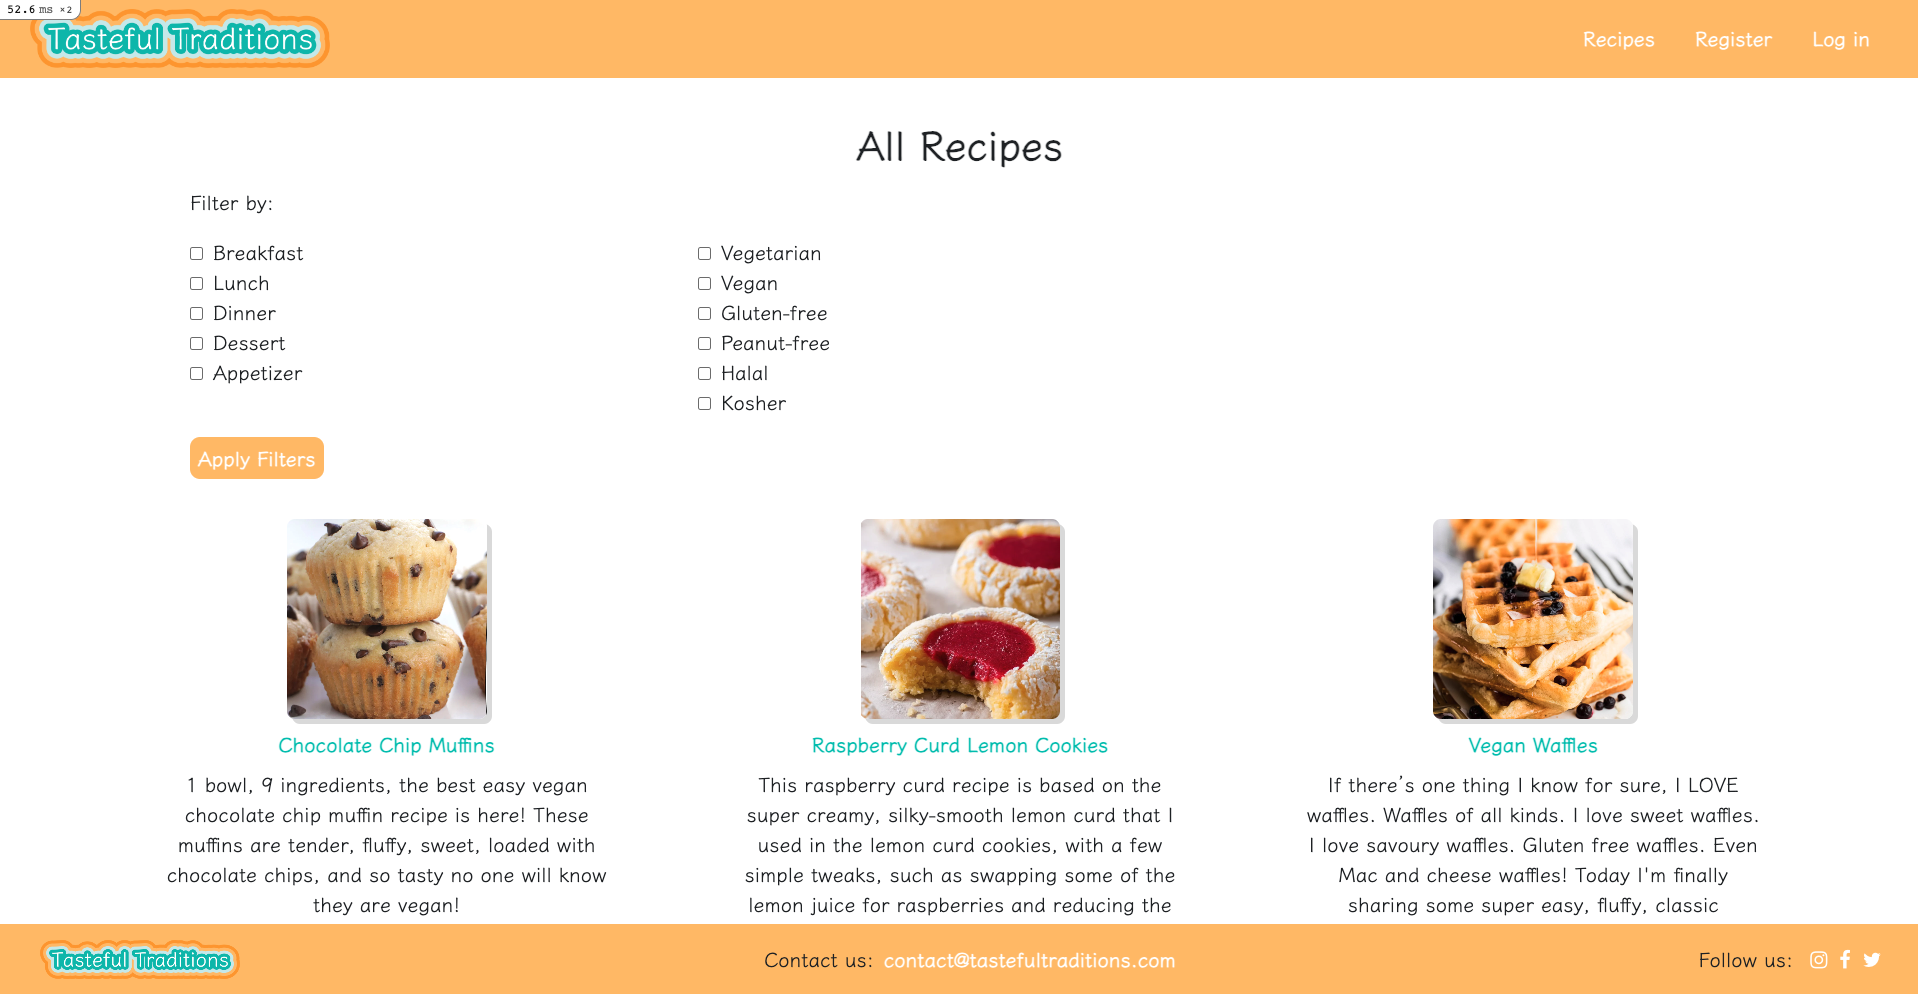 52.6 ms ×2
Tasteful Traditions
Recipes Register Log in
All Recipes
Filter by:
Breakfast
Lunch
Dinner
Dessert
Appetizer
Vegetarian
Vegan
Gluten-free
Peanut-free
Halal
Kosher
Apply Filters
Chocolate Chip Muffins
1 bowl, 9 ingredients, the best easy vegan
chocolate chip muffin recipe is here! These
muffins are tender, fluffy, sweet, loaded with
chocolate chips, and so tasty no one will know
they are vegan!
Raspberry Curd Lemon Cookies
This raspberry curd recipe is based on the
super creamy, silky-smooth lemon curd that I
used in the lemon curd cookies, with a few
simple tweaks, such as swapping some of the
lemon juice for raspberries and reducing the
Vegan Waffles
If there’s one thing I know for sure, I LOVE
waffles. Waffles of all kinds. I love sweet waffles.
I love savoury waffles. Gluten free waffles. Even
Mac and cheese waffles! Today I'm finally
sharing some super easy, fluffy, classic
Tasteful Traditions
Contact us: contact@tastefultraditions.com
Follow us: